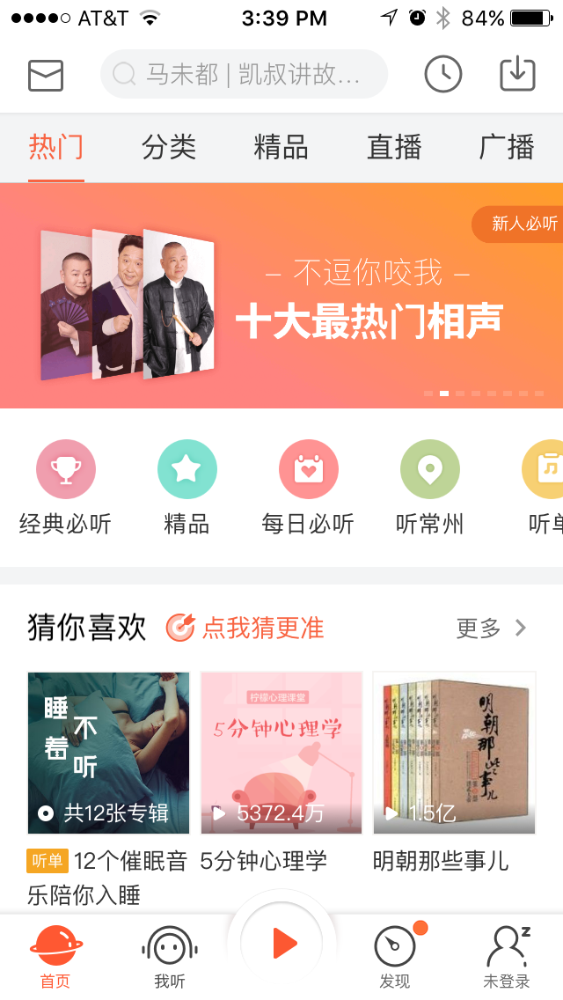 AT&T 3:39 PM 84%
马未都 | 凯叔讲故...
热门 分类 精品 直播 广播
新人必听
– 不逗你咬我 –
十大最热门相声
经典必听 精品 每日必听 听常州 听单
猜你喜欢 点我猜更准 更多
睡着
不听
共12张专辑
柠檬心理课堂
5分钟心理学
5372.4万
明朝那些事儿
1.5亿
听单 12个催眠音
乐陪你入睡
5分钟心理学
明朝那些事儿
首页 我听 发现 未登录